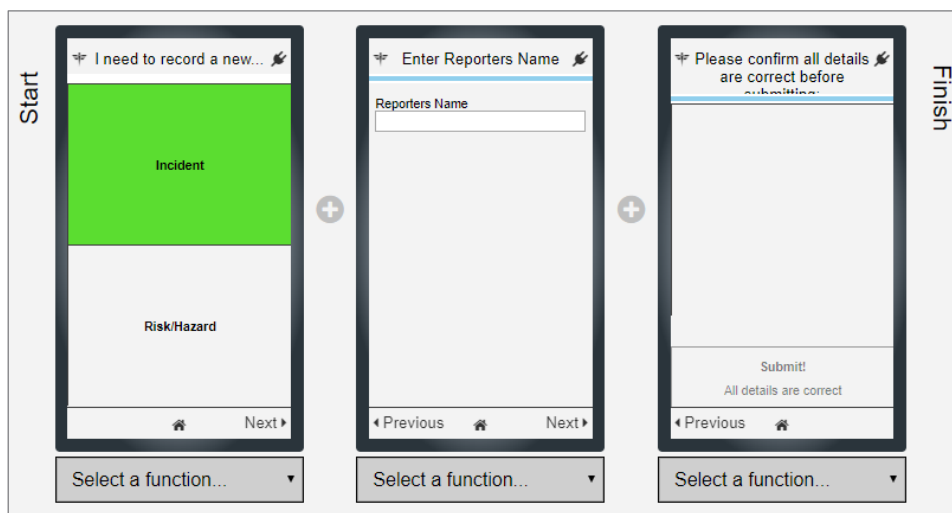 Start
I need to record a new...
Incident
Risk/Hazard
Next
Select a function...
Enter Reporters Name
Reporters Name
Previous
Next
Select a function...
Please confirm all details
are correct before
submitting:
Submit!
All details are correct
Previous
Select a function...
Finish